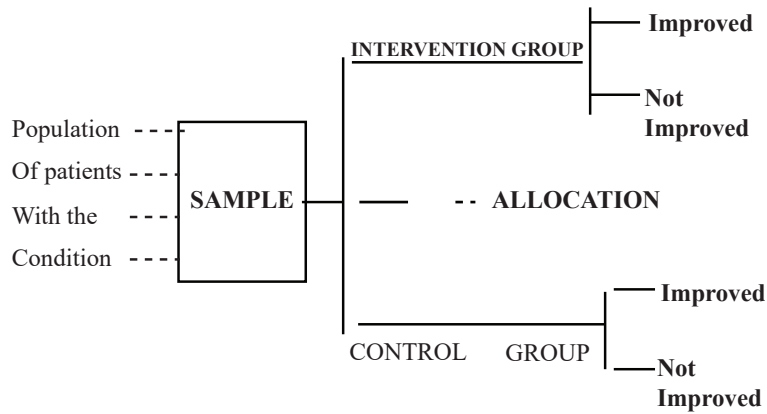 INTERVENTION GROUP
Improved
Not
Improved
Population
Of patients
With the
Condition
SAMPLE
ALLOCATION
CONTROL GROUP
Improved
Not
Improved